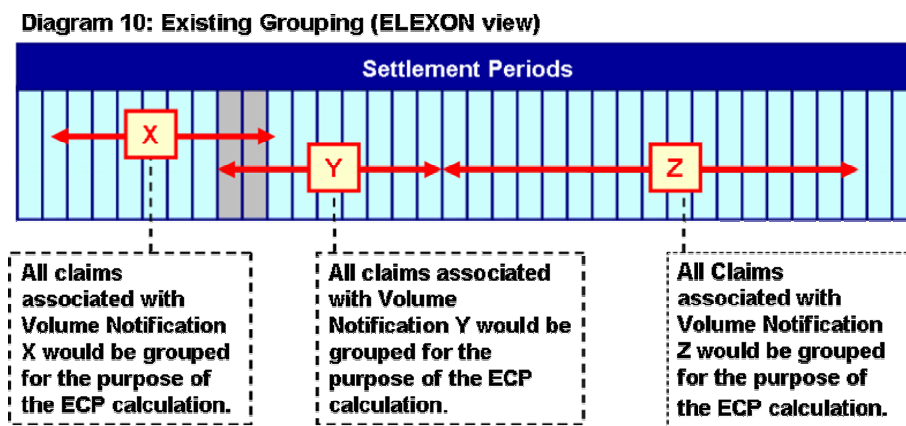 Diagram 10: Existing Grouping (ELEXON view)
Settlement Periods
X
Y
Z
All claims
associated with
Volume Notification
X would be grouped
for the purpose of
the ECP calculation.
All claims associated
with Volume
Notification Y would be
grouped for the
purpose of the ECP
calculation.
All Claims
associated with
Volume Notification
Z would be grouped
for the purpose of
the ECP calculation.